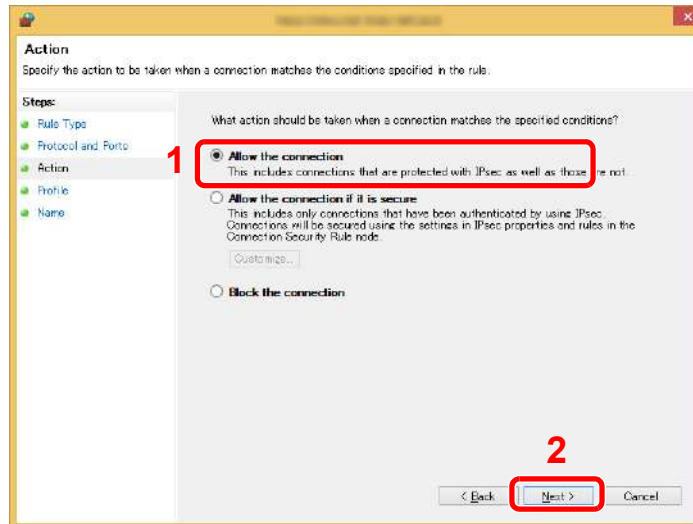 Action
Specify the action to be taken when a connection matches the conditions specified in the rule.
Steps:
Rule Type
Protocol and Ports
Action
Profile
Name
What action should be taken when a connection matches the specified conditions?
1
Allow the connection
This includes connections that are protected with IPsec as well as those are not.
Allow the connection if it is secure
This includes only connections that have been authenticated by using IPsec.
Connections will be secured using the settings in IPsec properties and rules in the
Connection Security Rule node.
Customize...
Block the connection
2
< Back
Next >
Cancel